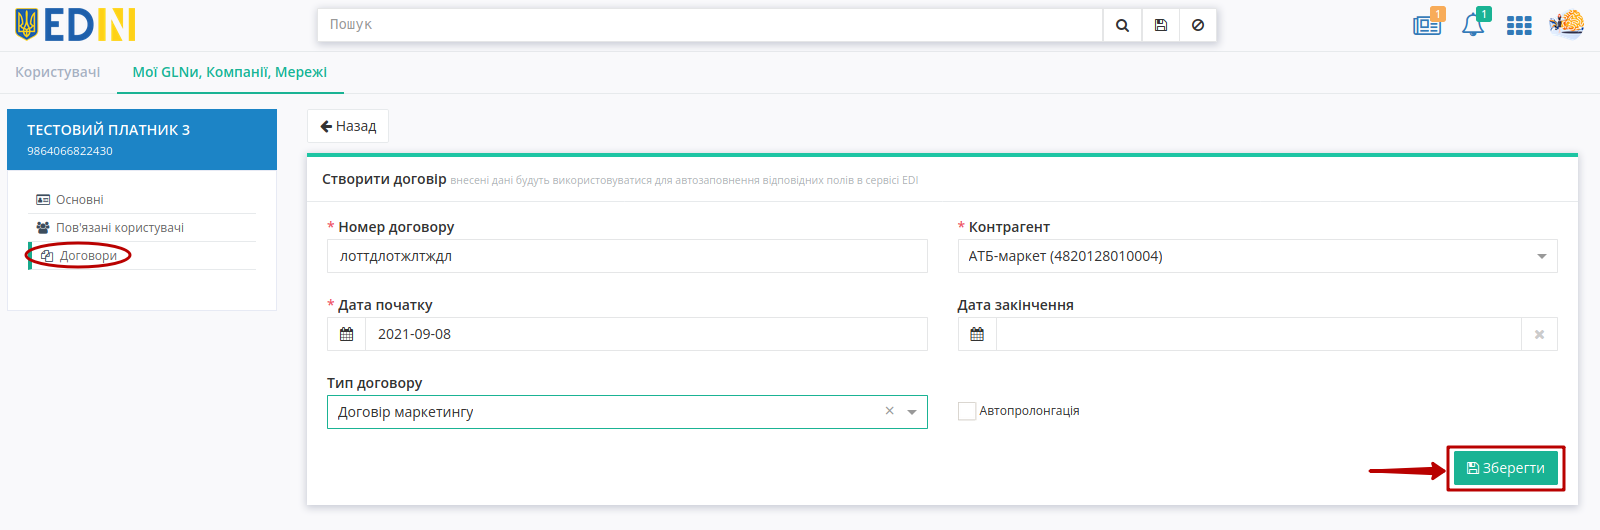 EDIN
Пошук
1
1
Користувачі
Мої GLNи, Компанії, Мережі
ТЕСТОВИЙ ПЛАТНИК 3
9864066822430
Основні
Пов'язані користувачі
Договори
Назад
Створити договір внесені дані будуть використовуватися для автозаповнення відповідних полів в сервісі EDI
* Номер договору
лоттдлотжлтждл
* Контрагент
АТБ-маркет (4820128010004)
* Дата початку
2021-09-08
Дата закінчення
Тип договору
Договір маркетингу
Автопролонгація
Зберегти